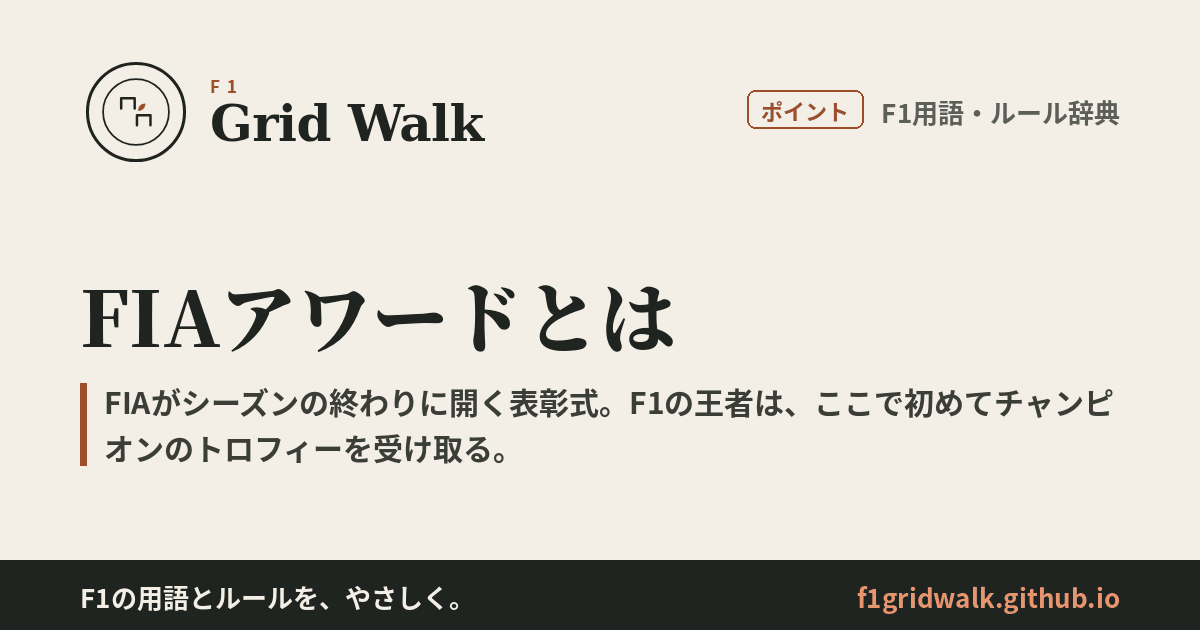 F1
Grid Walk
ポイント
F1用語・ルール辞典
FIAアワードとは
FIAがシーズンの終わりに開く表彰式。F1の王者は、ここで初めてチャンピ
オンのトロフィーを受け取る。
F1の用語とルールを、やさしく。
f1gridwalk.github.io